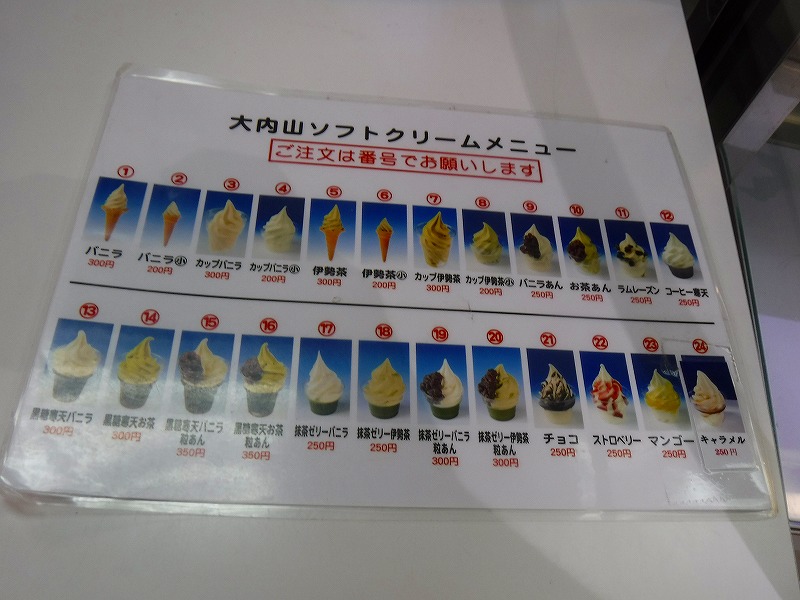 大内山ソフトクリームメニュー
ご注文は番号でお願いします
① ② ③ ④ ⑤ ⑥ ⑦ ⑧ ⑨ ⑩ ⑪ ⑫
バニラ バニラ小 カップバニラ カップバニラ小 伊勢茶 伊勢茶小 カップ伊勢茶 カップ伊勢茶小 バニラあん お茶あん ラムレーズン コーヒー寒天
300円 200円 300円 200円 300円 200円 300円 200円 250円 250円 250円 250円
⑬ ⑭ ⑮ ⑯ ⑰ ⑱ ⑲ ⑳ ㉑ ㉒ ㉓ ㉔
黒糖寒天バニラ 黒糖寒天お茶 黒糖寒天バニラ 黒糖寒天お茶 抹茶ゼリーバニラ 抹茶ゼリー伊勢茶 抹茶ゼリーバニラ 抹茶ゼリー伊勢茶 チョコ ストロベリー マンゴー キャラメル
粒あん 粒あん 粒あん 粒あん
300円 300円 350円 350円 250円 250円 300円 300円 250円 250円 250円 250円